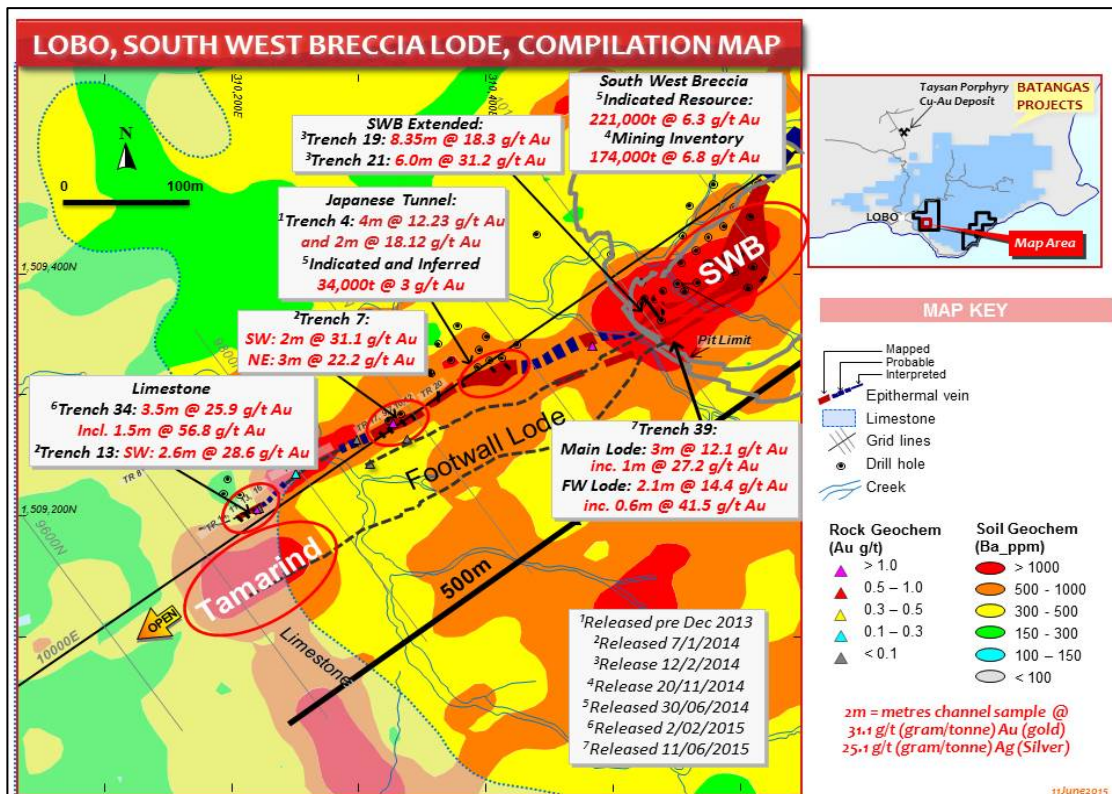 LOBO, SOUTH WEST BRECCIA LODE, COMPILATION MAP
310,200E
310,400E
N
0 100m
1,509,400N
1,509,200N
9600N
9600N
10000E
South West Breccia
⁵Indicated Resource:
221,000t @ 6.3 g/t Au
⁴Mining Inventory
174,000t @ 6.8 g/t Au
SWB Extended:
³Trench 19: 8.35m @ 18.3 g/t Au
³Trench 21: 6.0m @ 31.2 g/t Au
Japanese Tunnel:
¹Trench 4: 4m @ 12.23 g/t Au
and 2m @ 18.12 g/t Au
⁵Indicated and Inferred
34,000t @ 3 g/t Au
²Trench 7:
SW: 2m @ 31.1 g/t Au
NE: 3m @ 22.2 g/t Au
Limestone
⁶Trench 34: 3.5m @ 25.9 g/t Au
Incl. 1.5m @ 56.8 g/t Au
²Trench 13: SW: 2.6m @ 28.6 g/t Au
SWB
Pit Limit
TR 20
TR 8
Footwall Lode
⁷Trench 39:
Main Lode: 3m @ 12.1 g/t Au
inc. 1m @ 27.2 g/t Au
FW Lode: 2.1m @ 14.4 g/t Au
inc. 0.6m @ 41.5 g/t Au
Tamarind
OPEN
Limestone
500m
¹Released pre Dec 2013
²Released 7/1/2014
³Release 12/2/2014
⁴Release 20/11/2014
⁵Released 30/06/2014
⁶Released 2/02/2015
⁷Released 11/06/2015
Taysan Porphyry
Cu-Au Deposit
BATANGAS
PROJECTS
LOBO
Map Area
MAP KEY
Mapped
Probable
Interpreted
Epithermal vein
Limestone
Grid lines
Drill hole
Creek
Rock Geochem
(Au g/t)
> 1.0
0.5 – 1.0
0.3 – 0.5
0.1 – 0.3
< 0.1
Soil Geochem
(Ba_ppm)
> 1000
500 - 1000
300 - 500
150 - 300
100 – 150
< 100
2m = metres channel sample @
31.1 g/t (gram/tonne) Au (gold)
25.1 g/t (gram/tonne) Ag (Silver)
11June2015